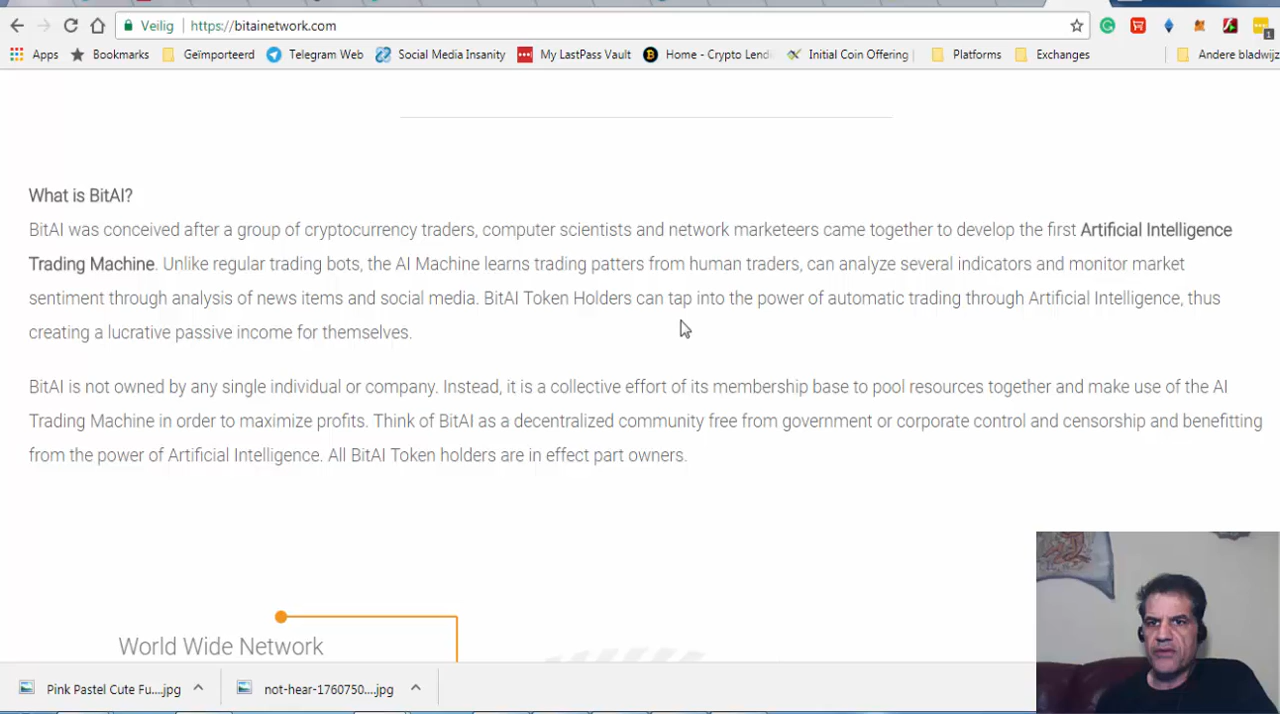 Veilig https://bitainetwork.com
Apps Bookmarks Geïmporteerd Telegram Web Social Media Insanity My LastPass Vault Home - Crypto Lendi Initial Coin Offering | Platforms Exchanges Andere bladwijz
1
What is BitAI?
BitAI was conceived after a group of cryptocurrency traders, computer scientists and network marketeers came together to develop the first Artificial Intelligence
Trading Machine. Unlike regular trading bots, the AI Machine learns trading patters from human traders, can analyze several indicators and monitor market
sentiment through analysis of news items and social media. BitAI Token Holders can tap into the power of automatic trading through Artificial Intelligence, thus
creating a lucrative passive income for themselves.
BitAI is not owned by any single individual or company. Instead, it is a collective effort of its membership base to pool resources together and make use of the AI
Trading Machine in order to maximize profits. Think of BitAI as a decentralized community free from government or corporate control and censorship and benefitting
from the power of Artificial Intelligence. All BitAI Token holders are in effect part owners.
World Wide Network
Pink Pastel Cute Fu....jpg not-hear-1760750....jpg